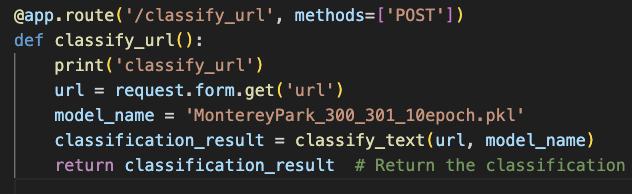 @app.route('/classify_url', methods=['POST'])
def classify_url():
    print('classify_url')
    url = request.form.get('url')
    model_name = 'MontereyPark_300_301_10epoch.pkl'
    classification_result = classify_text(url, model_name)
    return classification_result  # Return the classification